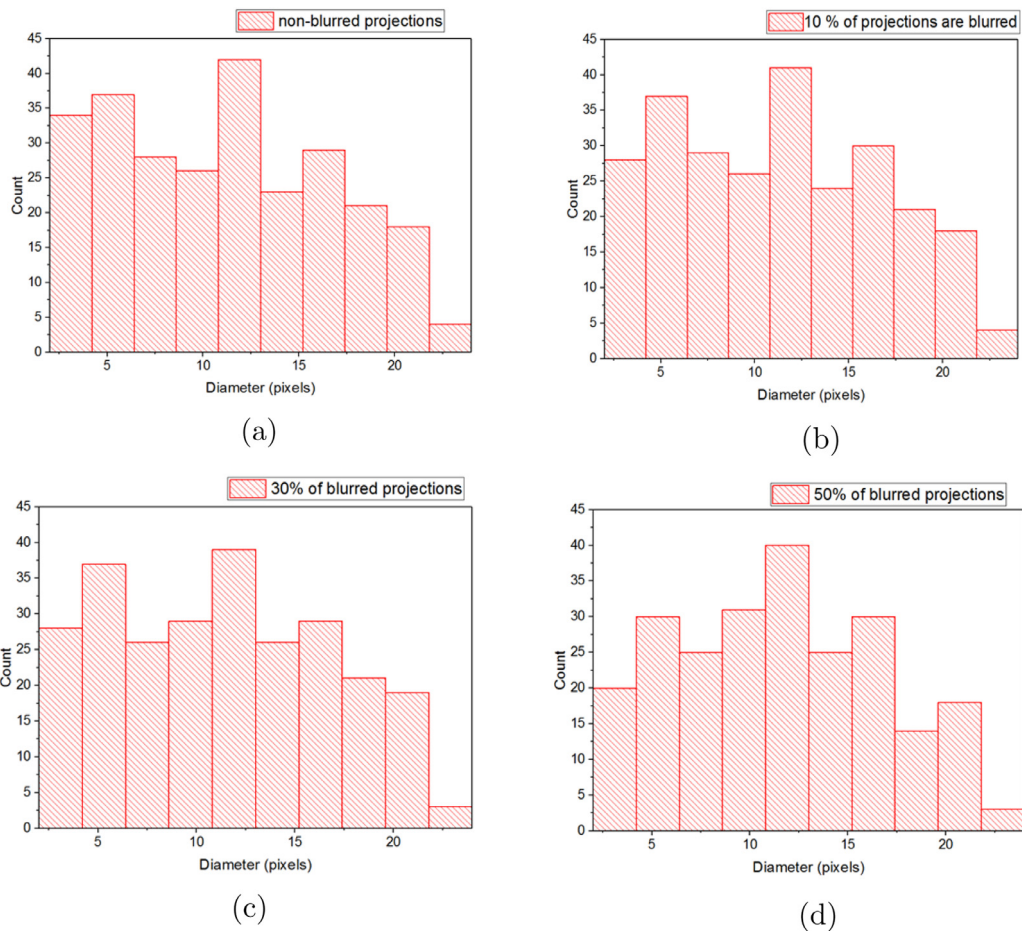 non-blurred projections
45
40
35
30
25
20
15
10
5
0
Count
5 10 15 20
Diameter (pixels)
(a)
10 % of projections are blurred
45
40
35
30
25
20
15
10
5
0
Count
5 10 15 20
Diameter (pixels)
(b)
30% of blurred projections
45
40
35
30
25
20
15
10
5
0
Count
5 10 15 20
Diameter (pixels)
(c)
50% of blurred projections
45
40
35
30
25
20
15
10
5
0
Count
5 10 15 20
Diameter (pixels)
(d)